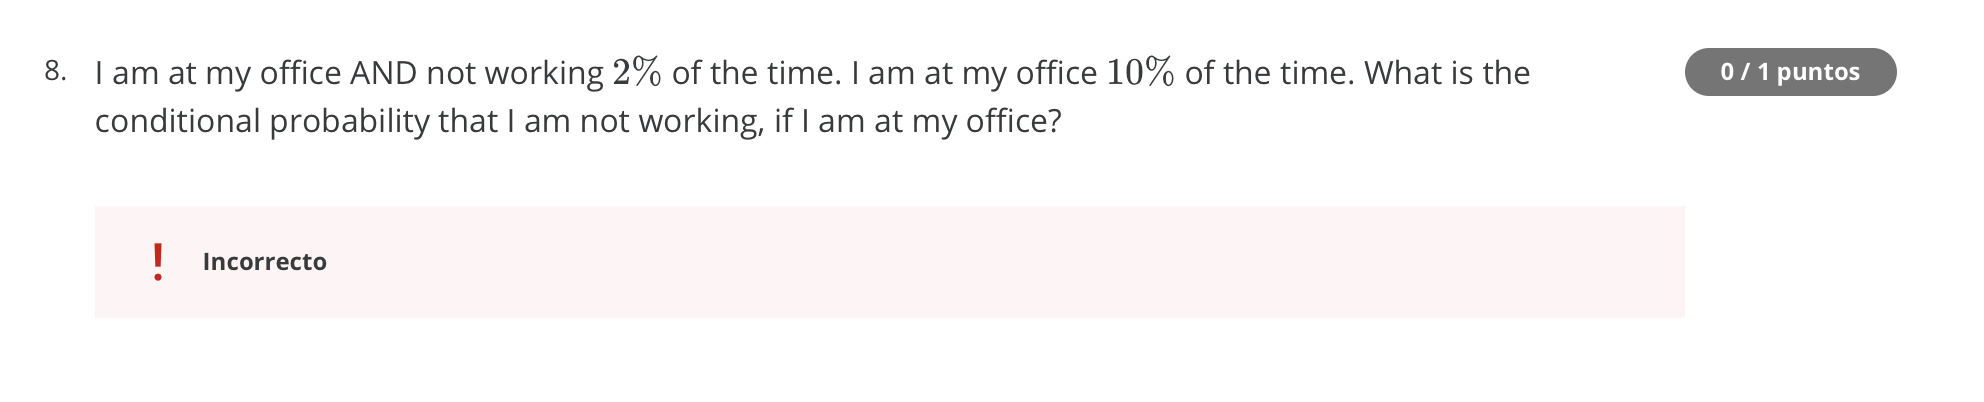 8. I am at my office AND not working 2% of the time. I am at my office 10% of the time. What is the
0 / 1 puntos
conditional probability that I am not working, if I am at my office?
! Incorrecto